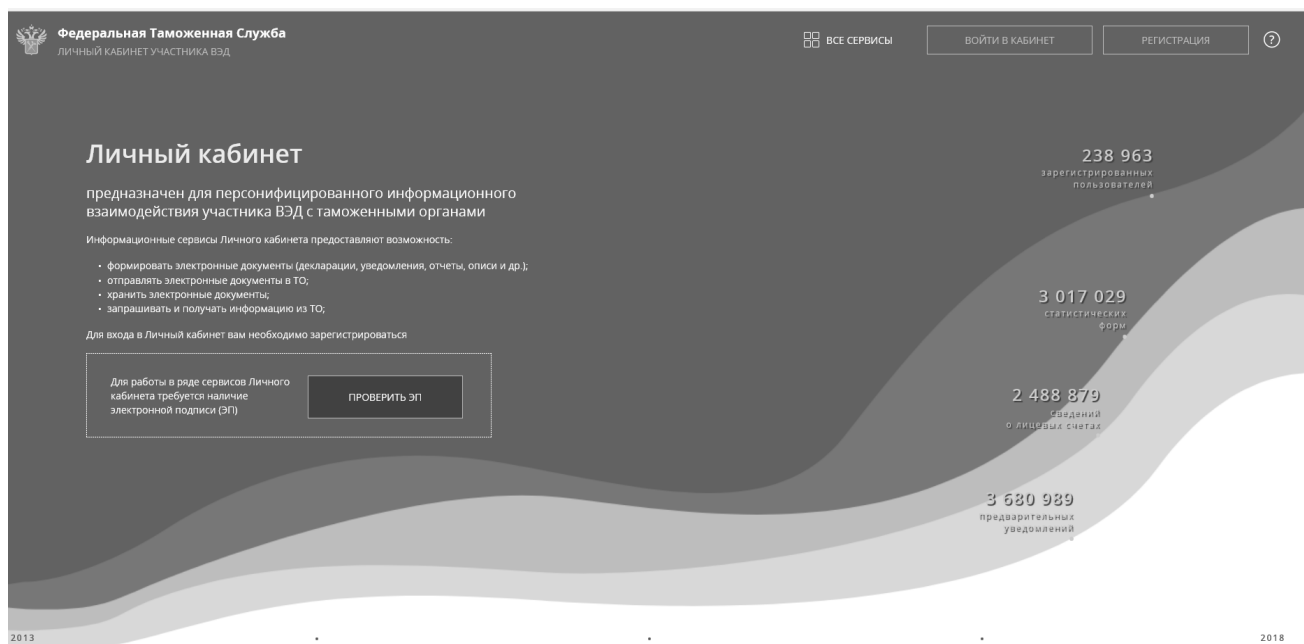 Федеральная Таможенная Служба
ЛИЧНЫЙ КАБИНЕТ УЧАСТНИКА ВЭД
ВСЕ СЕРВИСЫ
ВОЙТИ В КАБИНЕТ
РЕГИСТРАЦИЯ
?
Личный кабинет
предназначен для персонифицированного информационного
взаимодействия участника ВЭД с таможенными органами
Информационные сервисы Личного кабинета предоставляют возможность:
• формировать электронные документы (декларации, уведомления, отчеты, описи и др.);
• отправлять электронные документы в ТО;
• хранить электронные документы;
• запрашивать и получать информацию из ТО;
Для входа в Личный кабинет вам необходимо зарегистрироваться
Для работы в ряде сервисов Личного
кабинета требуется наличие
электронной подписи (ЭП)
ПРОВЕРИТЬ ЭП
238 963
зарегистрированных
пользователей
3 017 029
статистических
форм
2 488 879
сведений
о лицевых счетах
3 680 989
предварительных
уведомлений
2013
2018